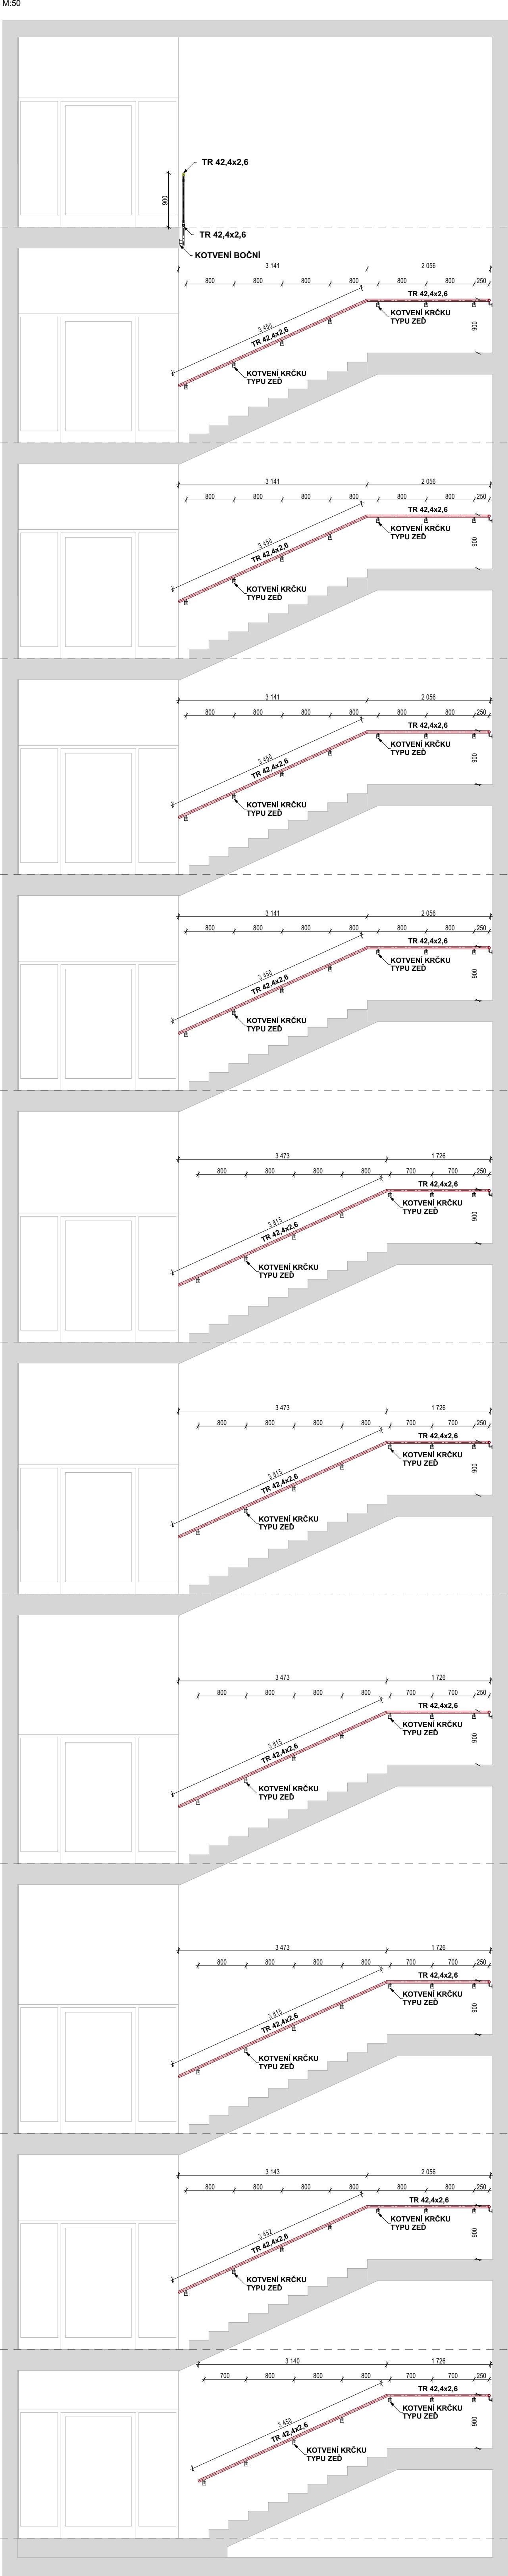 M:50
TR 42,4x2,6
900
TR 42,4x2,6
KOTVENÍ BOČNÍ
3 141 2 056
800 800 800 800 800 800 250
TR 42,4x2,6
3 450
TR 42,4x2,6
KOTVENÍ KRČKU
TYPU ZEĎ
900
KOTVENÍ KRČKU
TYPU ZEĎ
3 141 2 056
800 800 800 800 800 800 250
TR 42,4x2,6
3 450
TR 42,4x2,6
KOTVENÍ KRČKU
TYPU ZEĎ
900
KOTVENÍ KRČKU
TYPU ZEĎ
3 141 2 056
800 800 800 800 800 800 250
TR 42,4x2,6
3 450
TR 42,4x2,6
KOTVENÍ KRČKU
TYPU ZEĎ
900
KOTVENÍ KRČKU
TYPU ZEĎ
3 141 2 056
800 800 800 800 800 800 250
TR 42,4x2,6
3 450
TR 42,4x2,6
KOTVENÍ KRČKU
TYPU ZEĎ
900
KOTVENÍ KRČKU
TYPU ZEĎ
3 473 1 726
800 800 800 800 700 700 250
TR 42,4x2,6
3 815
TR 42,4x2,6
KOTVENÍ KRČKU
TYPU ZEĎ
900
KOTVENÍ KRČKU
TYPU ZEĎ
3 473 1 726
800 800 800 800 700 700 250
TR 42,4x2,6
3 815
TR 42,4x2,6
KOTVENÍ KRČKU
TYPU ZEĎ
900
KOTVENÍ KRČKU
TYPU ZEĎ
3 473 1 726
800 800 800 800 700 700 250
TR 42,4x2,6
3 815
TR 42,4x2,6
KOTVENÍ KRČKU
TYPU ZEĎ
900
KOTVENÍ KRČKU
TYPU ZEĎ
3 473 1 726
800 800 800 800 700 700 250
TR 42,4x2,6
3 815
TR 42,4x2,6
KOTVENÍ KRČKU
TYPU ZEĎ
900
KOTVENÍ KRČKU
TYPU ZEĎ
3 143 2 056
800 800 800 800 800 800 250
TR 42,4x2,6
3 452
TR 42,4x2,6
KOTVENÍ KRČKU
TYPU ZEĎ
900
KOTVENÍ KRČKU
TYPU ZEĎ
3 140 1 726
700 800 800 800 700 700 250
TR 42,4x2,6
3 450
TR 42,4x2,6
KOTVENÍ KRČKU
TYPU ZEĎ
900
KOTVENÍ KRČKU
TYPU ZEĎ